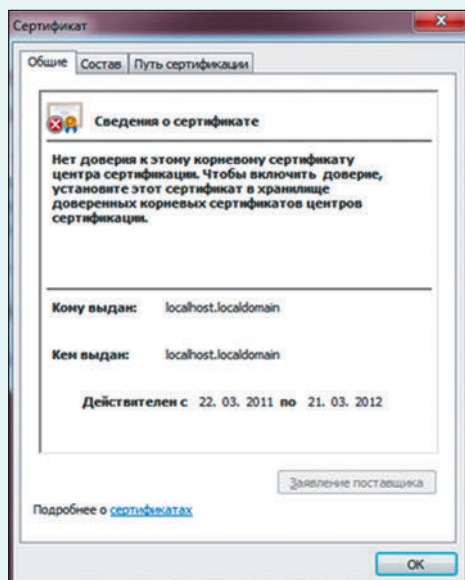 Сертификат
Общие Состав Путь сертификации
Сведения о сертификате
Нет доверия к этому корневому сертификату
центра сертификации. Чтобы включить доверие,
установите этот сертификат в хранилище
доверенных корневых сертификатов центров
сертификации.
Кому выдан: localhost.localdomain
Кем выдан: localhost.localdomain
Действителен с 22. 03. 2011 по 21. 03. 2012
Заявление поставщика
Подробнее о сертификатах
OK